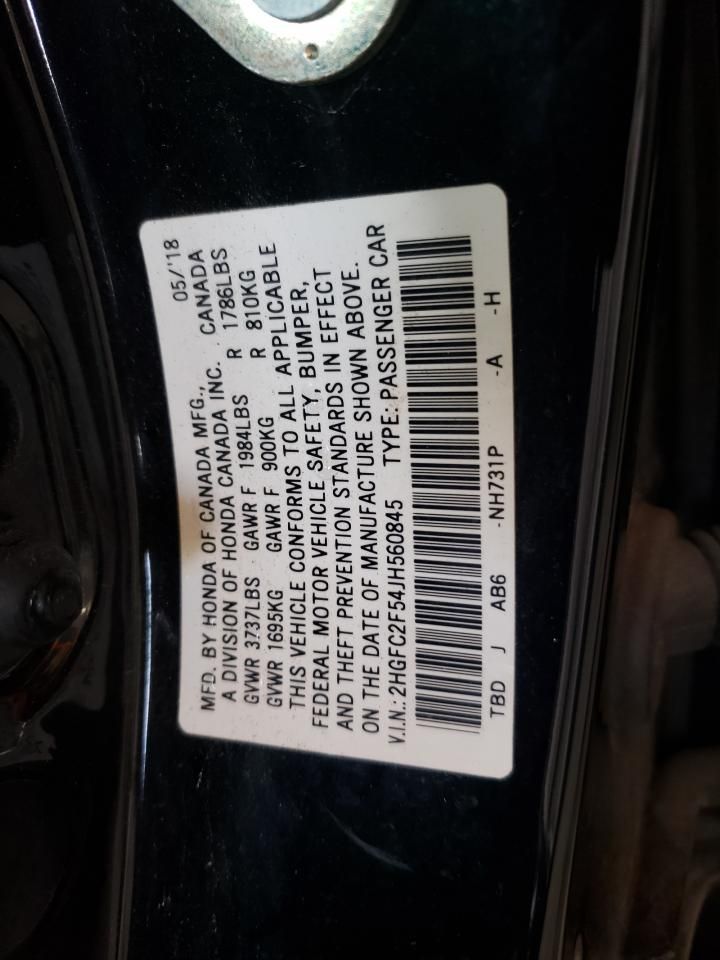 MFD. BY HONDA OF CANADA MFG., 05/'18
A DIVISION OF HONDA CANADA INC. CANADA
GVWR 3737LBS GAWR F 1984LBS R 1786LBS
GVWR 1695KG GAWR F 900KG R 810KG
THIS VEHICLE CONFORMS TO ALL APPLICABLE
FEDERAL MOTOR VEHICLE SAFETY, BUMPER,
AND THEFT PREVENTION STANDARDS IN EFFECT
ON THE DATE OF MANUFACTURE SHOWN ABOVE.
V.I.N.: 2HGFC2F54JH560845 TYPE: PASSENGER CAR
TBD J AB6 -NH731P -A -H